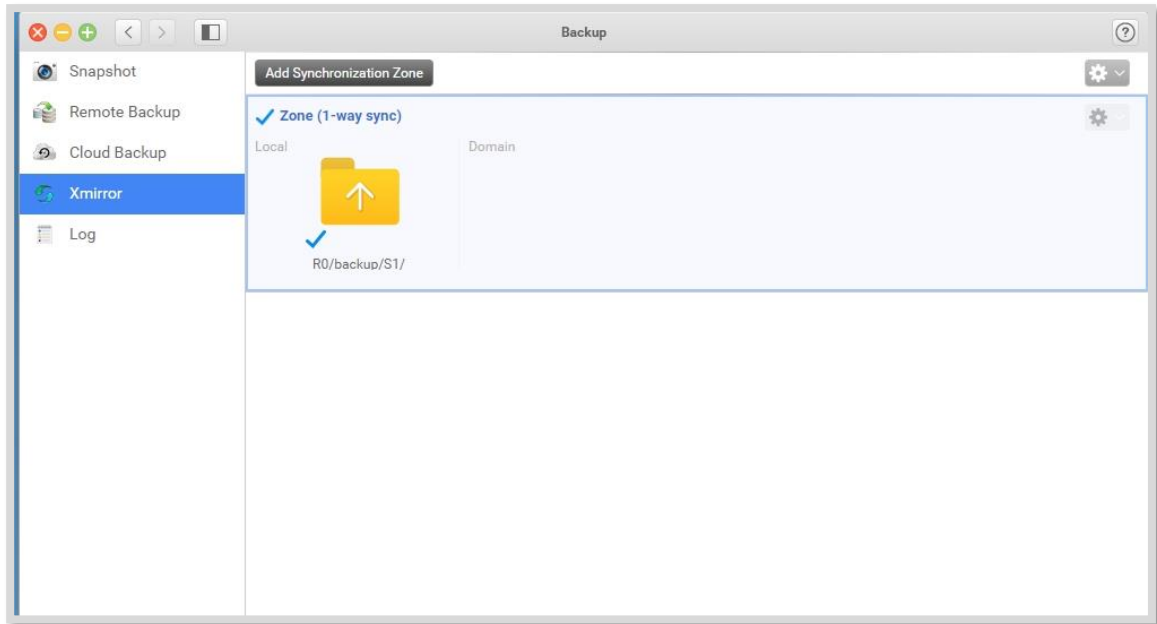 Backup
?
Snapshot
Remote Backup
Cloud Backup
Xmirror
Log
Add Synchronization Zone
Zone (1-way sync)
Local
Domain
R0/backup/S1/